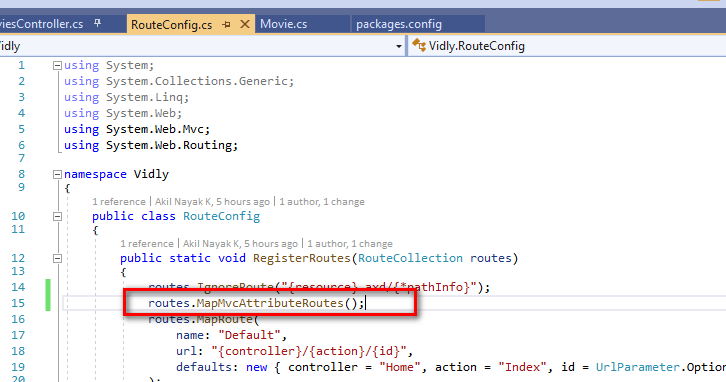 iesController.cs RouteConfig.cs Movie.cs packages.config
Vidly Vidly.RouteConfig
1 using System;
2 using System.Collections.Generic;
3 using System.Linq;
4 using System.Web;
5 using System.Web.Mvc;
6 using System.Web.Routing;
7
8 namespace Vidly
9 {
1 reference | Akil Nayak K, 5 hours ago | 1 author, 1 change
10 public class RouteConfig
11 {
1 reference | Akil Nayak K, 5 hours ago | 1 author, 1 change
12 public static void RegisterRoutes(RouteCollection routes)
13 {
14 routes.IgnoreRoute("{resource}.axd/{*pathInfo}");
15 routes.MapMvcAttributeRoutes();
16 routes.MapRoute(
17 name: "Default",
18 url: "{controller}/{action}/{id}",
19 defaults: new { controller = "Home", action = "Index", id = UrlParameter.Option
20 );